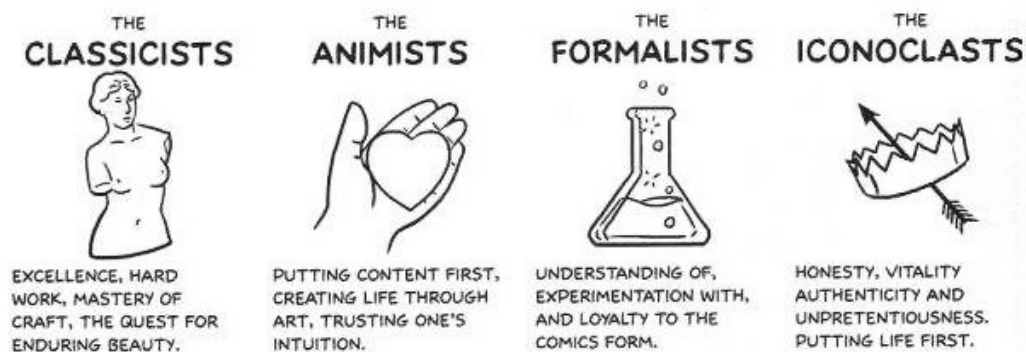 THE
CLASSICISTS
EXCELLENCE, HARD
WORK, MASTERY OF
CRAFT, THE QUEST FOR
ENDURING BEAUTY.
THE
ANIMISTS
PUTTING CONTENT FIRST,
CREATING LIFE THROUGH
ART, TRUSTING ONE'S
INTUITION.
THE
FORMALISTS
UNDERSTANDING OF,
EXPERIMENTATION WITH,
AND LOYALTY TO THE
COMICS FORM.
THE
ICONOCLASTS
HONESTY, VITALITY
AUTHENTICITY AND
UNPRETENTIOUSNESS.
PUTTING LIFE FIRST.